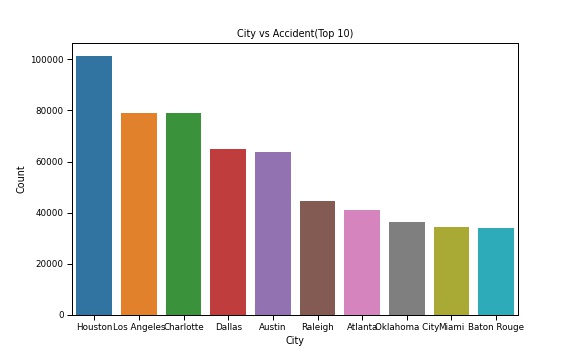 City vs Accident(Top 10)
100000
80000
60000
40000
20000
0
Count
Houston Los Angeles Charlotte Dallas Austin Raleigh Atlanta Oklahoma City Miami Baton Rouge
City